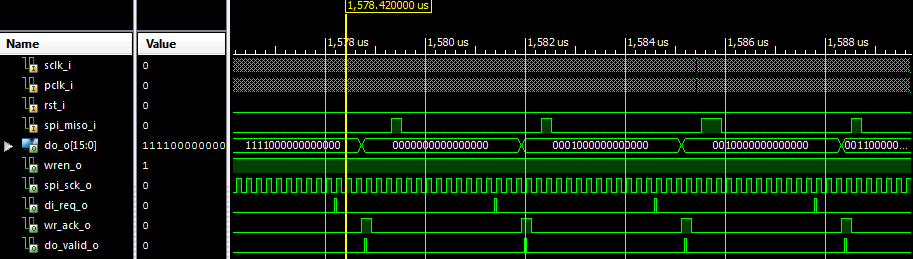 1,578.420000 us
Name Value 1,578 us 1,580 us 1,582 us 1,584 us 1,586 us 1,588 us
sclk_i 0
pclk_i 0
rst_i 0
spi_miso_i 0
do_o[15:0] 111100000000 1111000000000000 0000000000000000 0001000000000000 0010000000000000 001100000...
wren_o 1
spi_sck_o 0
di_req_o 0
wr_ack_o 0
do_valid_o 0